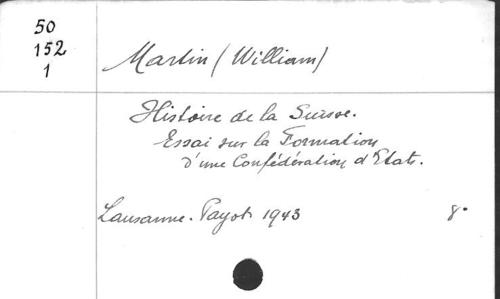 50
152
1
Martin (William)
Histoire de la Suisse.
Essai sur la Formation
d'une Confédération d'Etats.
Lausanne. Payot 1943 8°